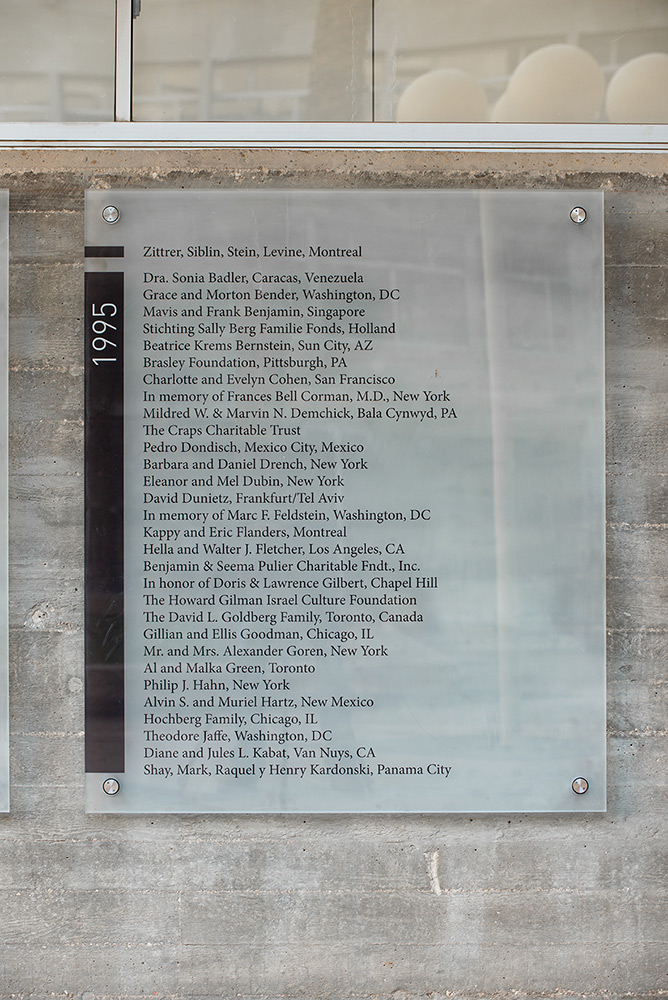 Zittrer, Siblin, Stein, Levine, Montreal
1995
Dra. Sonia Badler, Caracas, Venezuela
Grace and Morton Bender, Washington, DC
Mavis and Frank Benjamin, Singapore
Stichting Sally Berg Familie Fonds, Holland
Beatrice Krems Bernstein, Sun City, AZ
Brasley Foundation, Pittsburgh, PA
Charlotte and Evelyn Cohen, San Francisco
In memory of Frances Bell Corman, M.D., New York
Mildred W. & Marvin N. Demchick, Bala Cynwyd, PA
The Craps Charitable Trust
Pedro Dondisch, Mexico City, Mexico
Barbara and Daniel Drench, New York
Eleanor and Mel Dubin, New York
David Dunietz, Frankfurt/Tel Aviv
In memory of Marc F. Feldstein, Washington, DC
Kappy and Eric Flanders, Montreal
Hella and Walter J. Fletcher, Los Angeles, CA
Benjamin & Seema Pulier Charitable Fndt., Inc.
In honor of Doris & Lawrence Gilbert, Chapel Hill
The Howard Gilman Israel Culture Foundation
The David L. Goldberg Family, Toronto, Canada
Gillian and Ellis Goodman, Chicago, IL
Mr. and Mrs. Alexander Goren, New York
Al and Malka Green, Toronto
Philip J. Hahn, New York
Alvin S. and Muriel Hartz, New Mexico
Hochberg Family, Chicago, IL
Theodore Jaffe, Washington, DC
Diane and Jules L. Kabat, Van Nuys, CA
Shay, Mark, Raquel y Henry Kardonski, Panama City